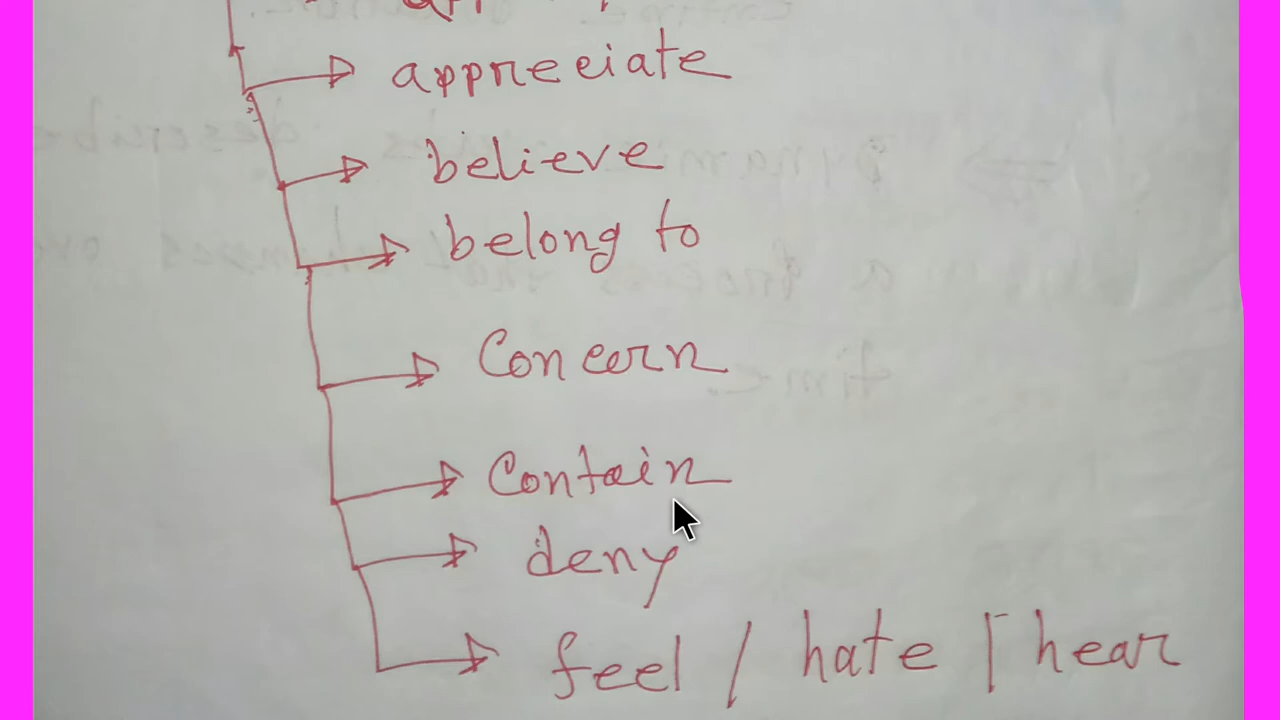 appreciate
believe
belong to
Concern
Contain
deny
feel / hate / hear